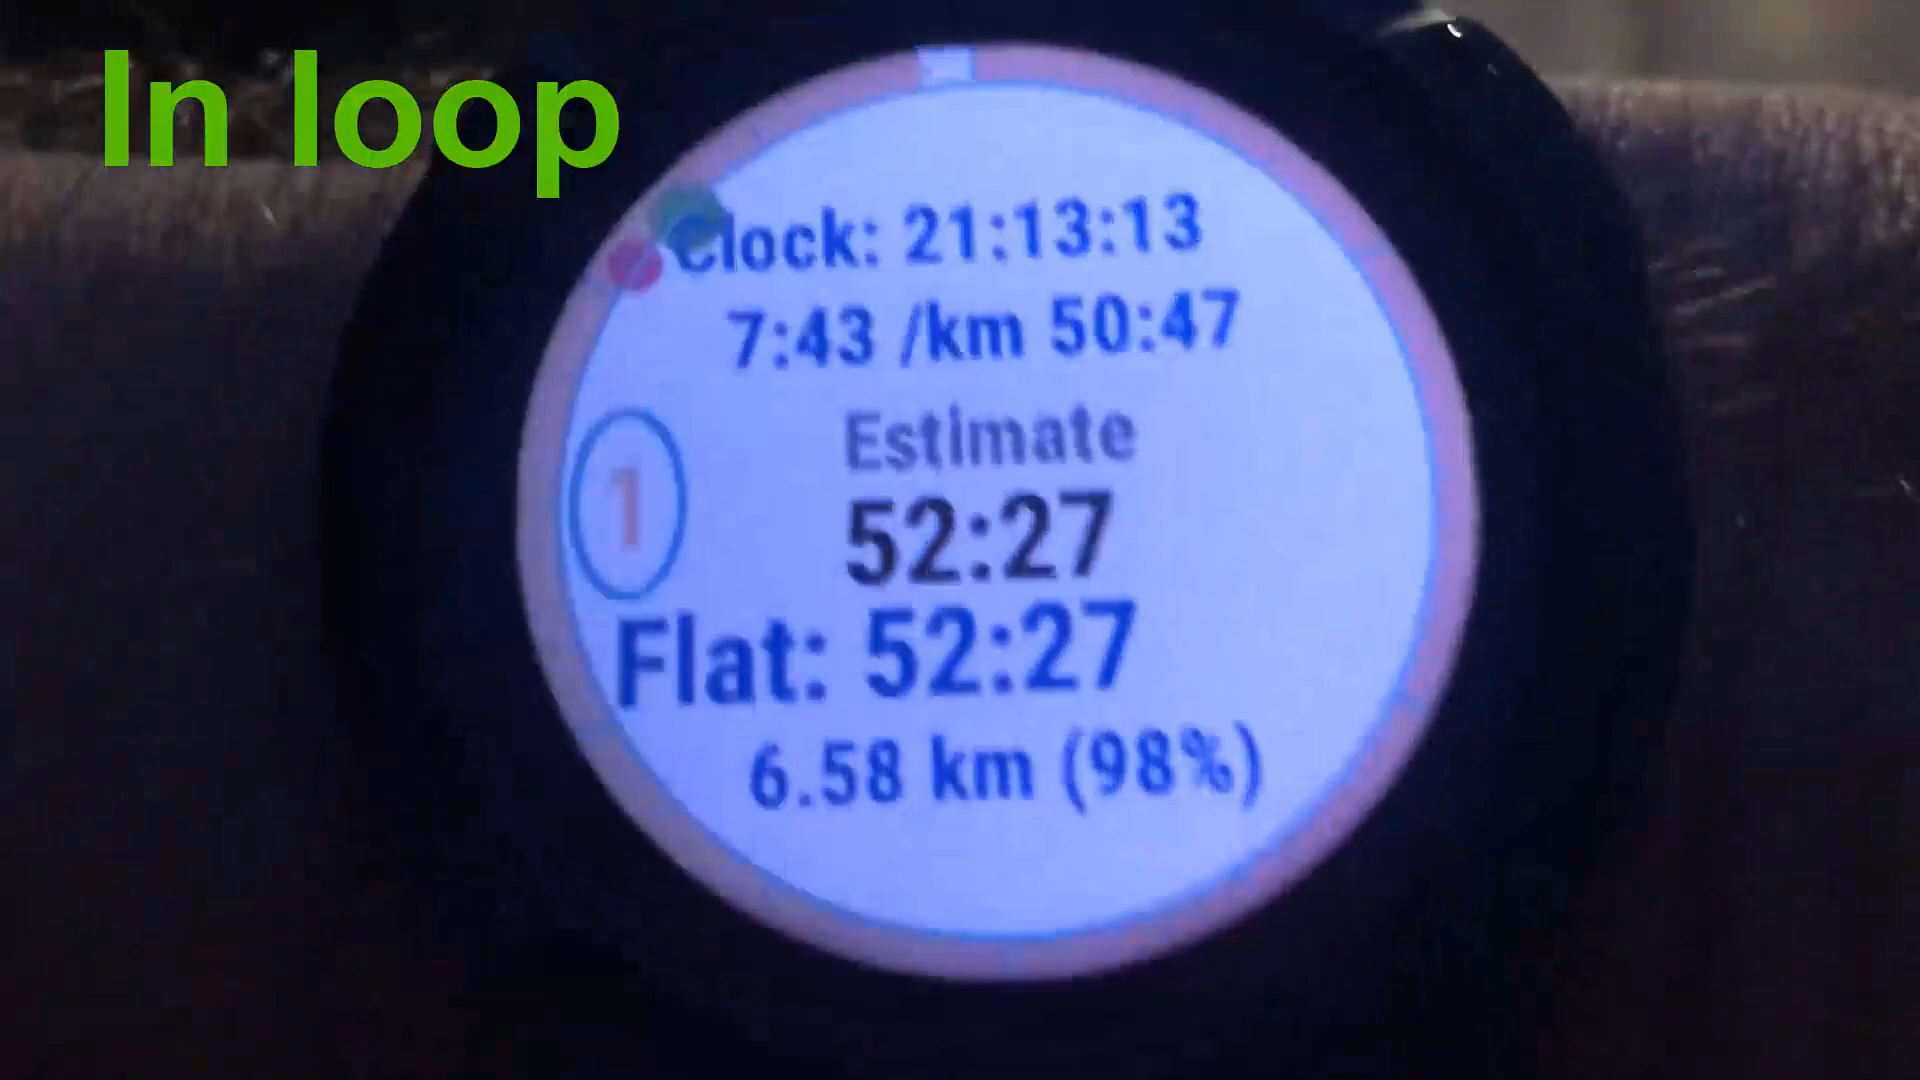 In loop
Clock: 21:13:13
7:43 /km 50:47
Estimate
1
52:27
Flat: 52:27
6.58 km (98%)